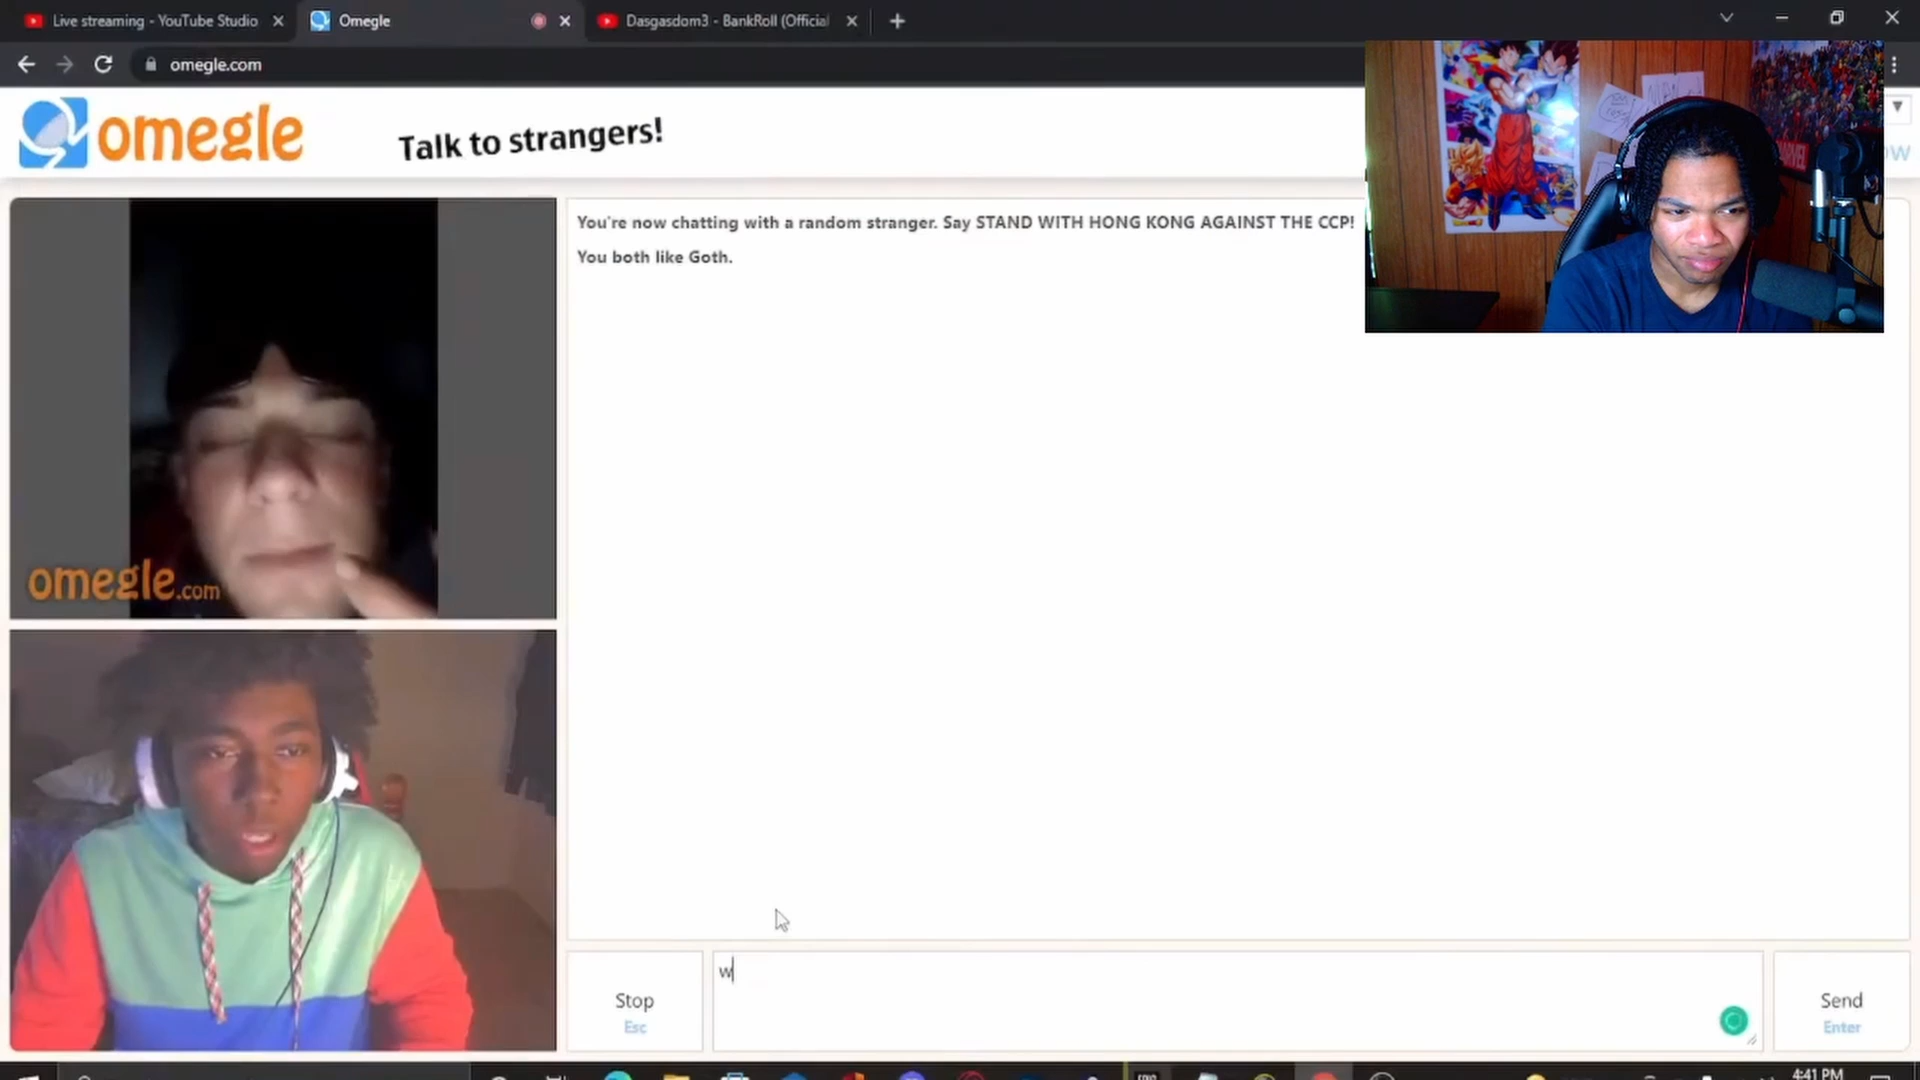 Live streaming - YouTube Studio
Omegle
Dasgasdom3 - BankRoll (Official
omegle.com
omegle
Talk to strangers!
MARVEL
ow
You're now chatting with a random stranger. Say STAND WITH HONG KONG AGAINST THE CCP!
You both like Goth.
omegle.com
w
Stop
Esc
Send
Enter
4:41 PM